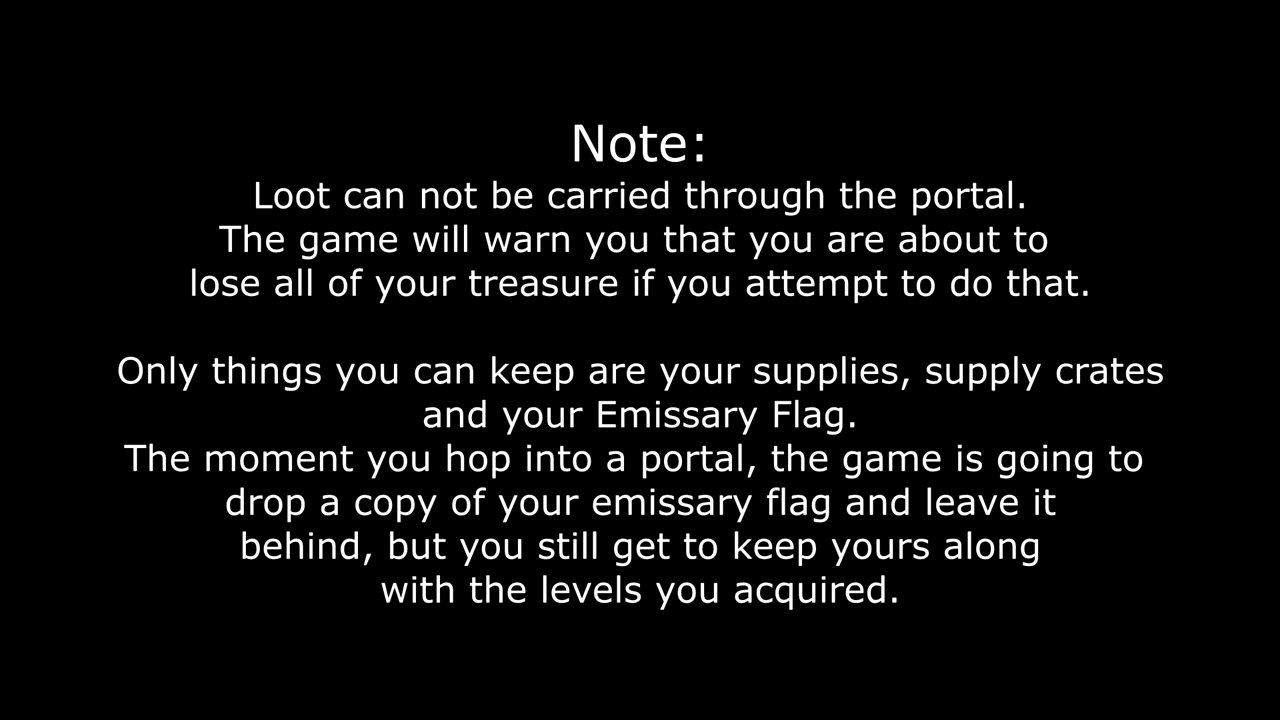 Note:
Loot can not be carried through the portal.
The game will warn you that you are about to
lose all of your treasure if you attempt to do that.
Only things you can keep are your supplies, supply crates
and your Emissary Flag.
The moment you hop into a portal, the game is going to
drop a copy of your emissary flag and leave it
behind, but you still get to keep yours along
with the levels you acquired.